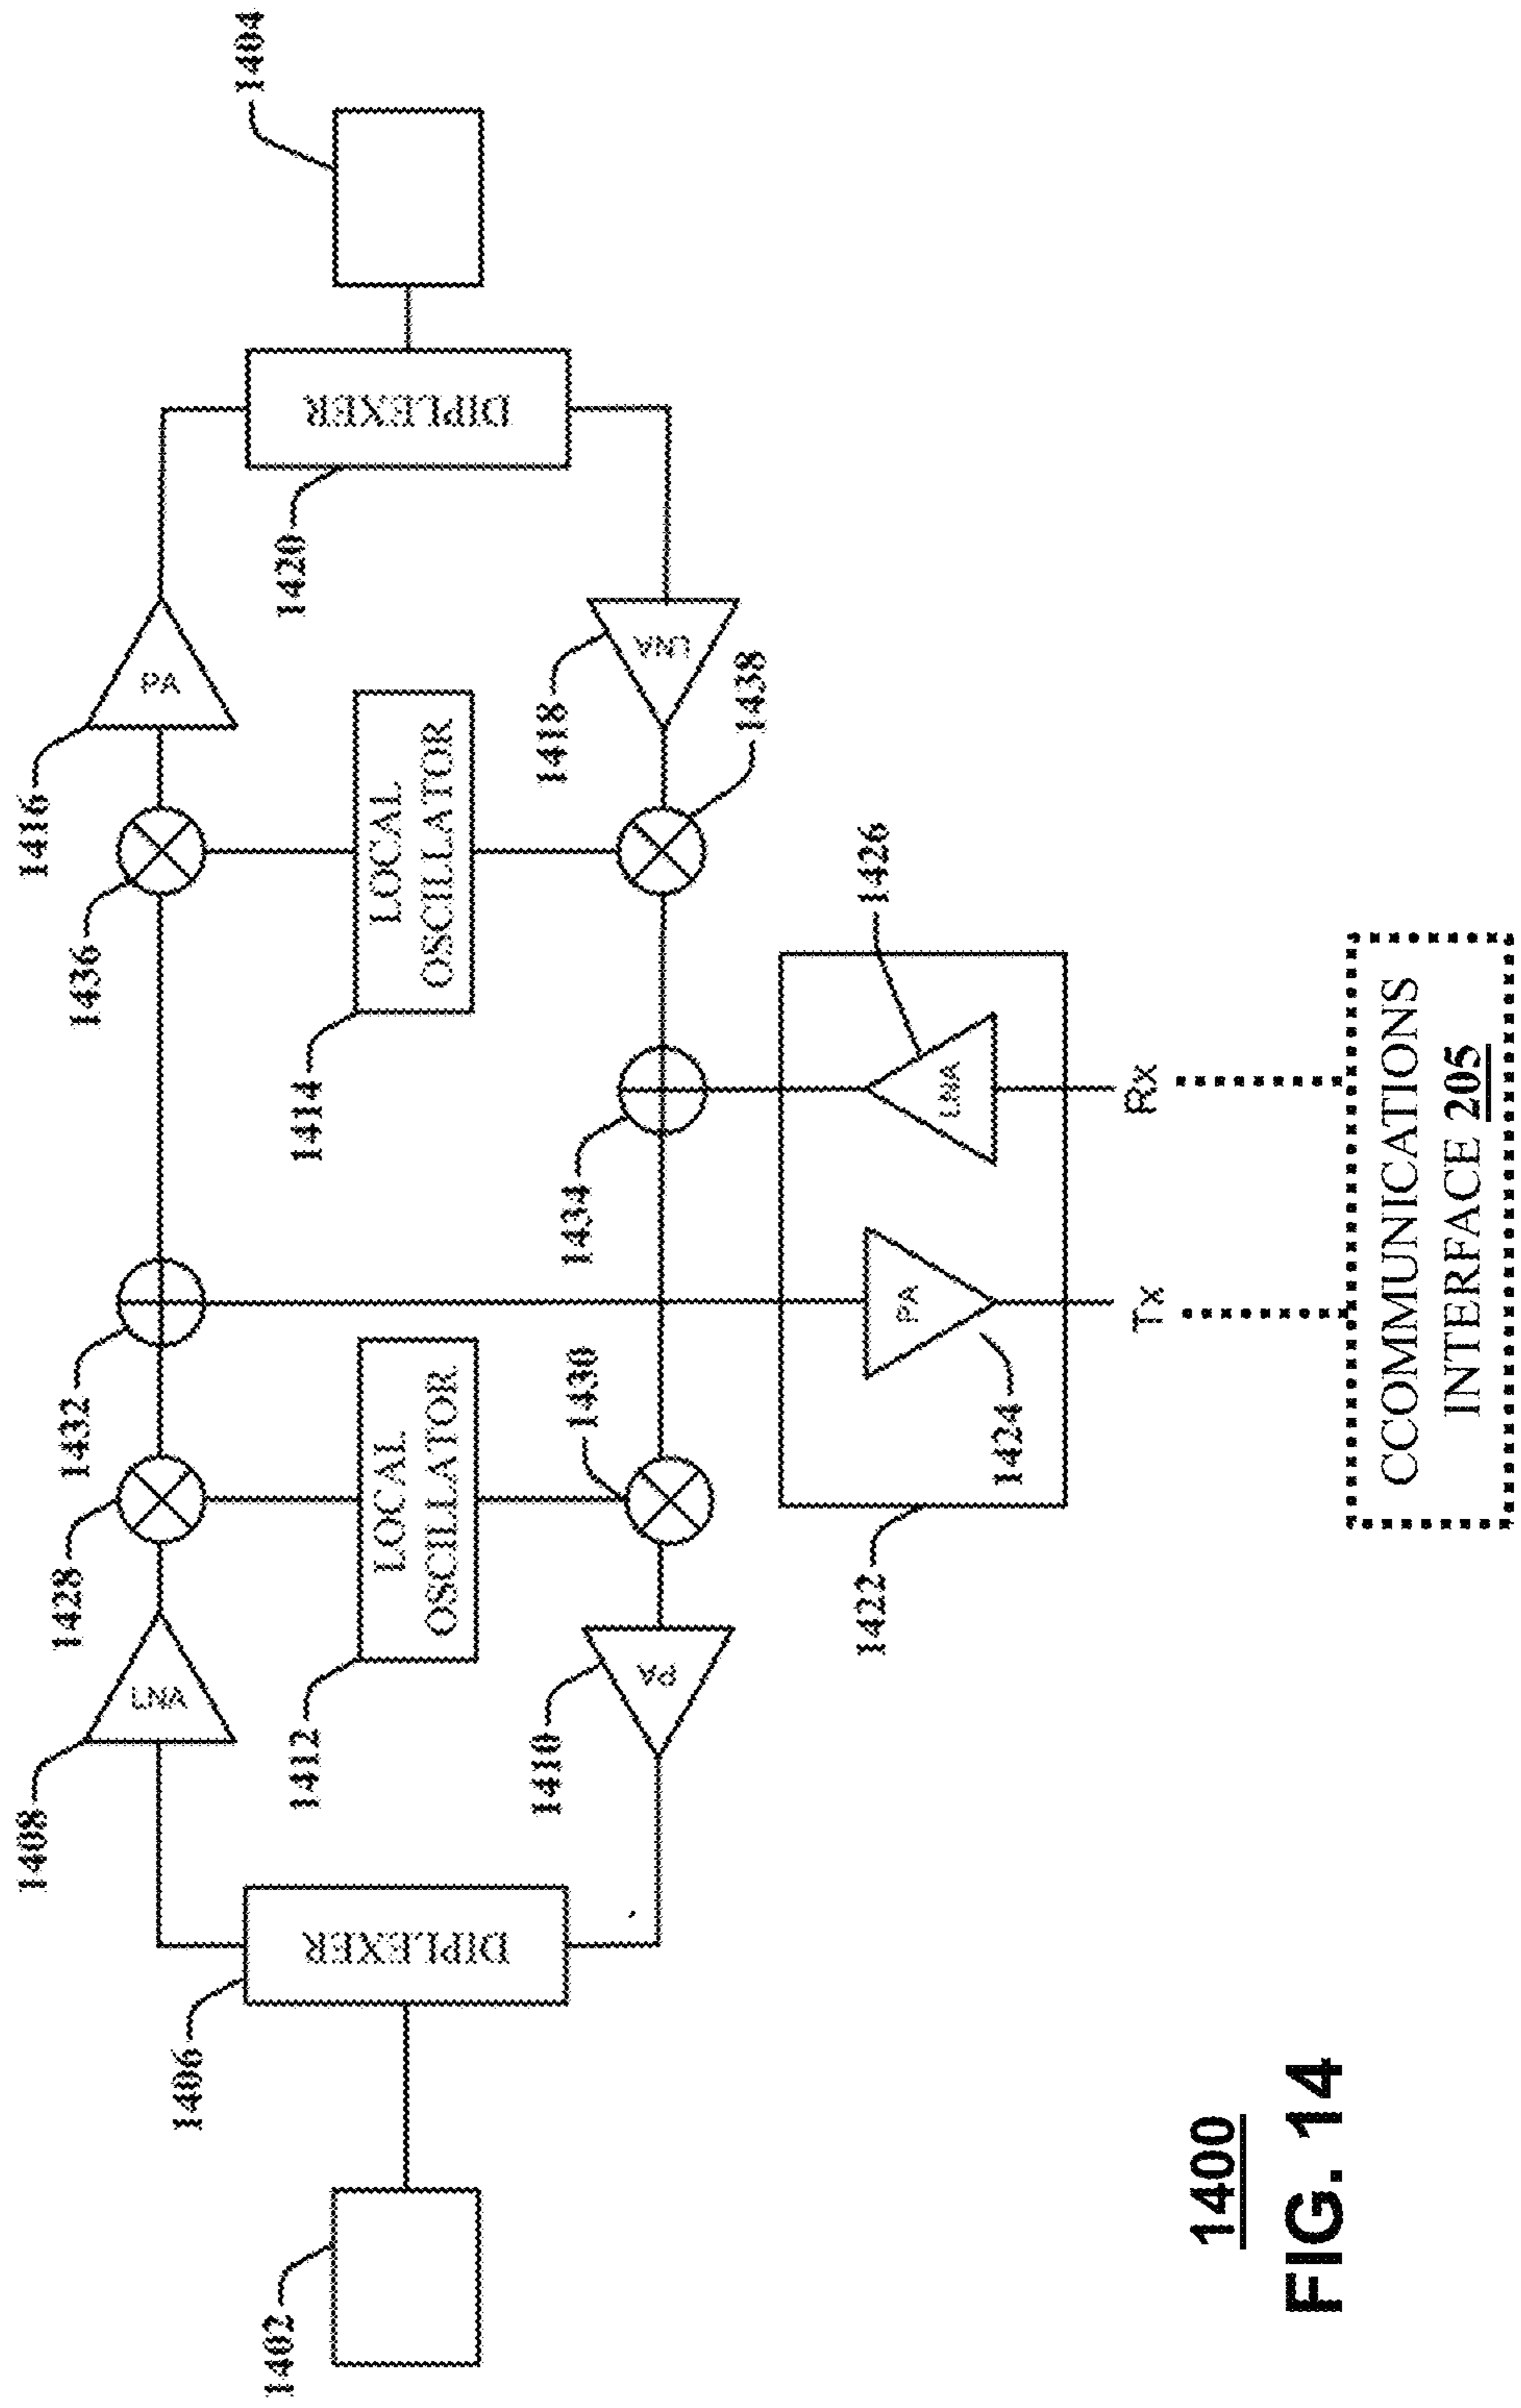 1408
1416
1428
1432
1436
LNA
PA
1406
1404
1402
1412
1414
1420
DIPLEXER
LOCAL
OSCILLATOR
LOCAL
OSCILLATOR
DIPLEXER
1410
1430
1434
1418
PA
LNA
1438
1422
1426
PA
LNA
1424
Tx
Rx
CCOMMUNICATIONS
INTERFACE 205
1400
FIG. 14